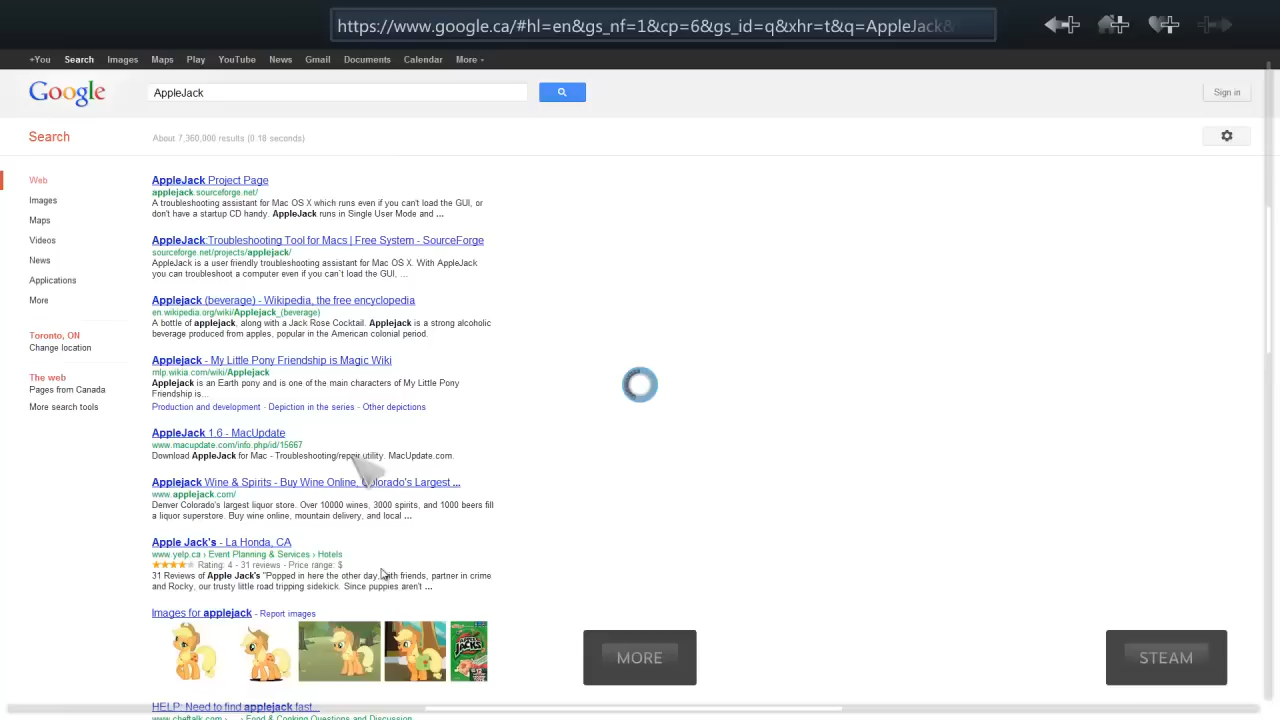 https://www.google.ca/#hl=en&gs_nf=1&cp=6&gs_id=q&xhr=t&q=AppleJack&
+You Search Images Maps Play YouTube News Gmail Documents Calendar More
Google
AppleJack
Sign in
Search
About 7,360,000 results (0.18 seconds)
Web
Images
Maps
Videos
News
Applications
More
Toronto, ON
Change location
The web
Pages from Canada
More search tools
AppleJack Project Page
applejack.sourceforge.net/
A troubleshooting assistant for Mac OS X which runs even if you can't load the GUI, or
don't have a startup CD handy. AppleJack runs in Single User Mode and ...
AppleJack:Troubleshooting Tool for Macs | Free System - SourceForge
sourceforge.net/projects/applejack/
AppleJack is a user friendly troubleshooting assistant for Mac OS X. With AppleJack
you can troubleshoot a computer even if you can't load the GUI, ...
Applejack (beverage) - Wikipedia, the free encyclopedia
en.wikipedia.org/wiki/Applejack_(beverage)
A bottle of applejack, along with a Jack Rose Cocktail. Applejack is a strong alcoholic
beverage produced from apples, popular in the American colonial period.
Applejack - My Little Pony Friendship is Magic Wiki
mlp.wikia.com/wiki/Applejack
Applejack is an Earth pony and is one of the main characters of My Little Pony
Friendship is...
Production and development - Depiction in the series - Other depictions
AppleJack 1.6 - MacUpdate
www.macupdate.com/info.php/id/15667
Download AppleJack for Mac - Troubleshooting/repair utility. MacUpdate.com.
Applejack Wine & Spirits - Buy Wine Online, Colorado's Largest ...
www.applejack.com/
Denver Colorado's largest liquor store. Over 10000 wines, 3000 spirits, and 1000 beers fill
a liquor superstore. Buy wine online, mountain delivery, and local ...
Apple Jack's - La Honda, CA
www.yelp.ca › Event Planning & Services › Hotels
Rating: 4 - 31 reviews - Price range: $
31 Reviews of Apple Jack's "Popped in here the other day, with friends, partner in crime
and Rocky, our trusty little road tripping sidekick. Since puppies aren't ...
Images for applejack - Report images
APPLE JACKS
HELP: Need to find applejack fast...
www.cheftalk.com › ... › Food & Cooking Questions and Discussion
MORE
STEAM